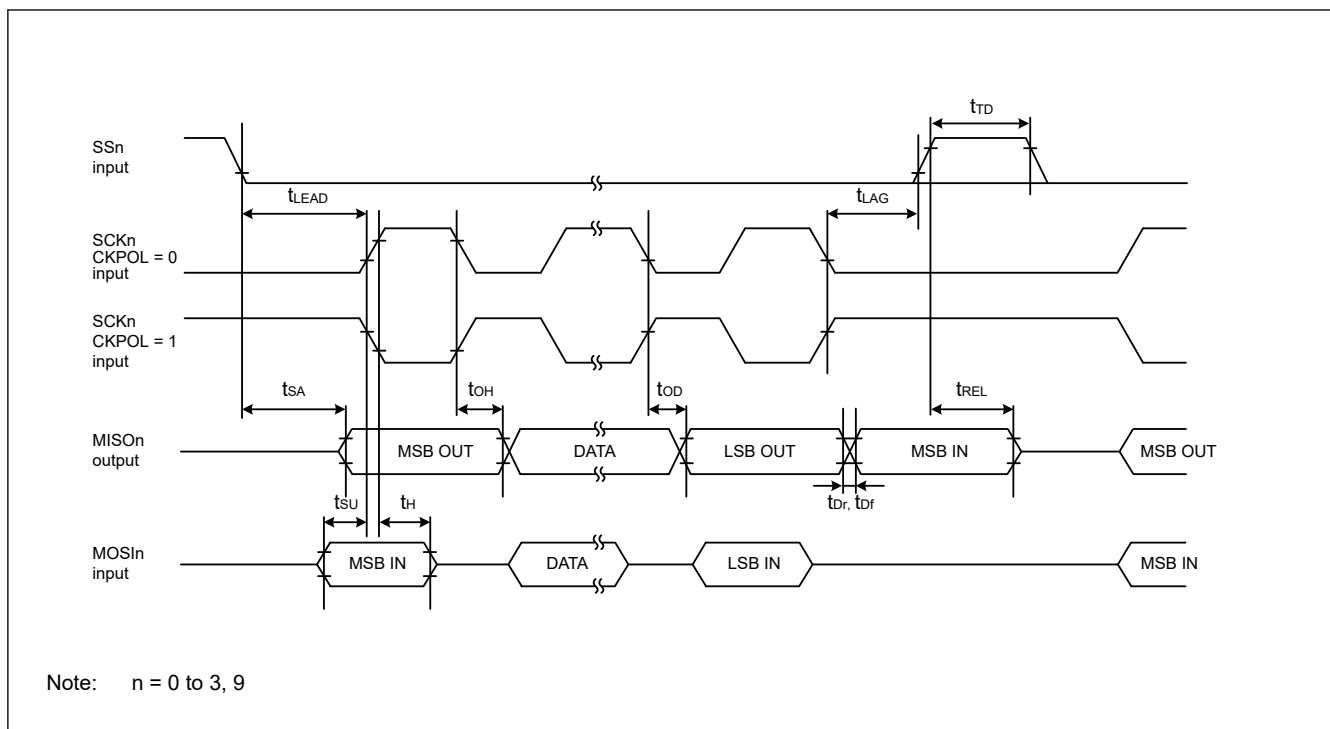 tTD
SSn
input
tLEAD
tLAG
SCKn
CKPOL = 0
input
SCKn
CKPOL = 1
input
tSA
tOH
tOD
tREL
MISOn
output
MSB OUT
DATA
LSB OUT
MSB IN
MSB OUT
tSU
tH
tDr, tDf
MOSIn
input
MSB IN
DATA
LSB IN
MSB IN
Note: n = 0 to 3, 9